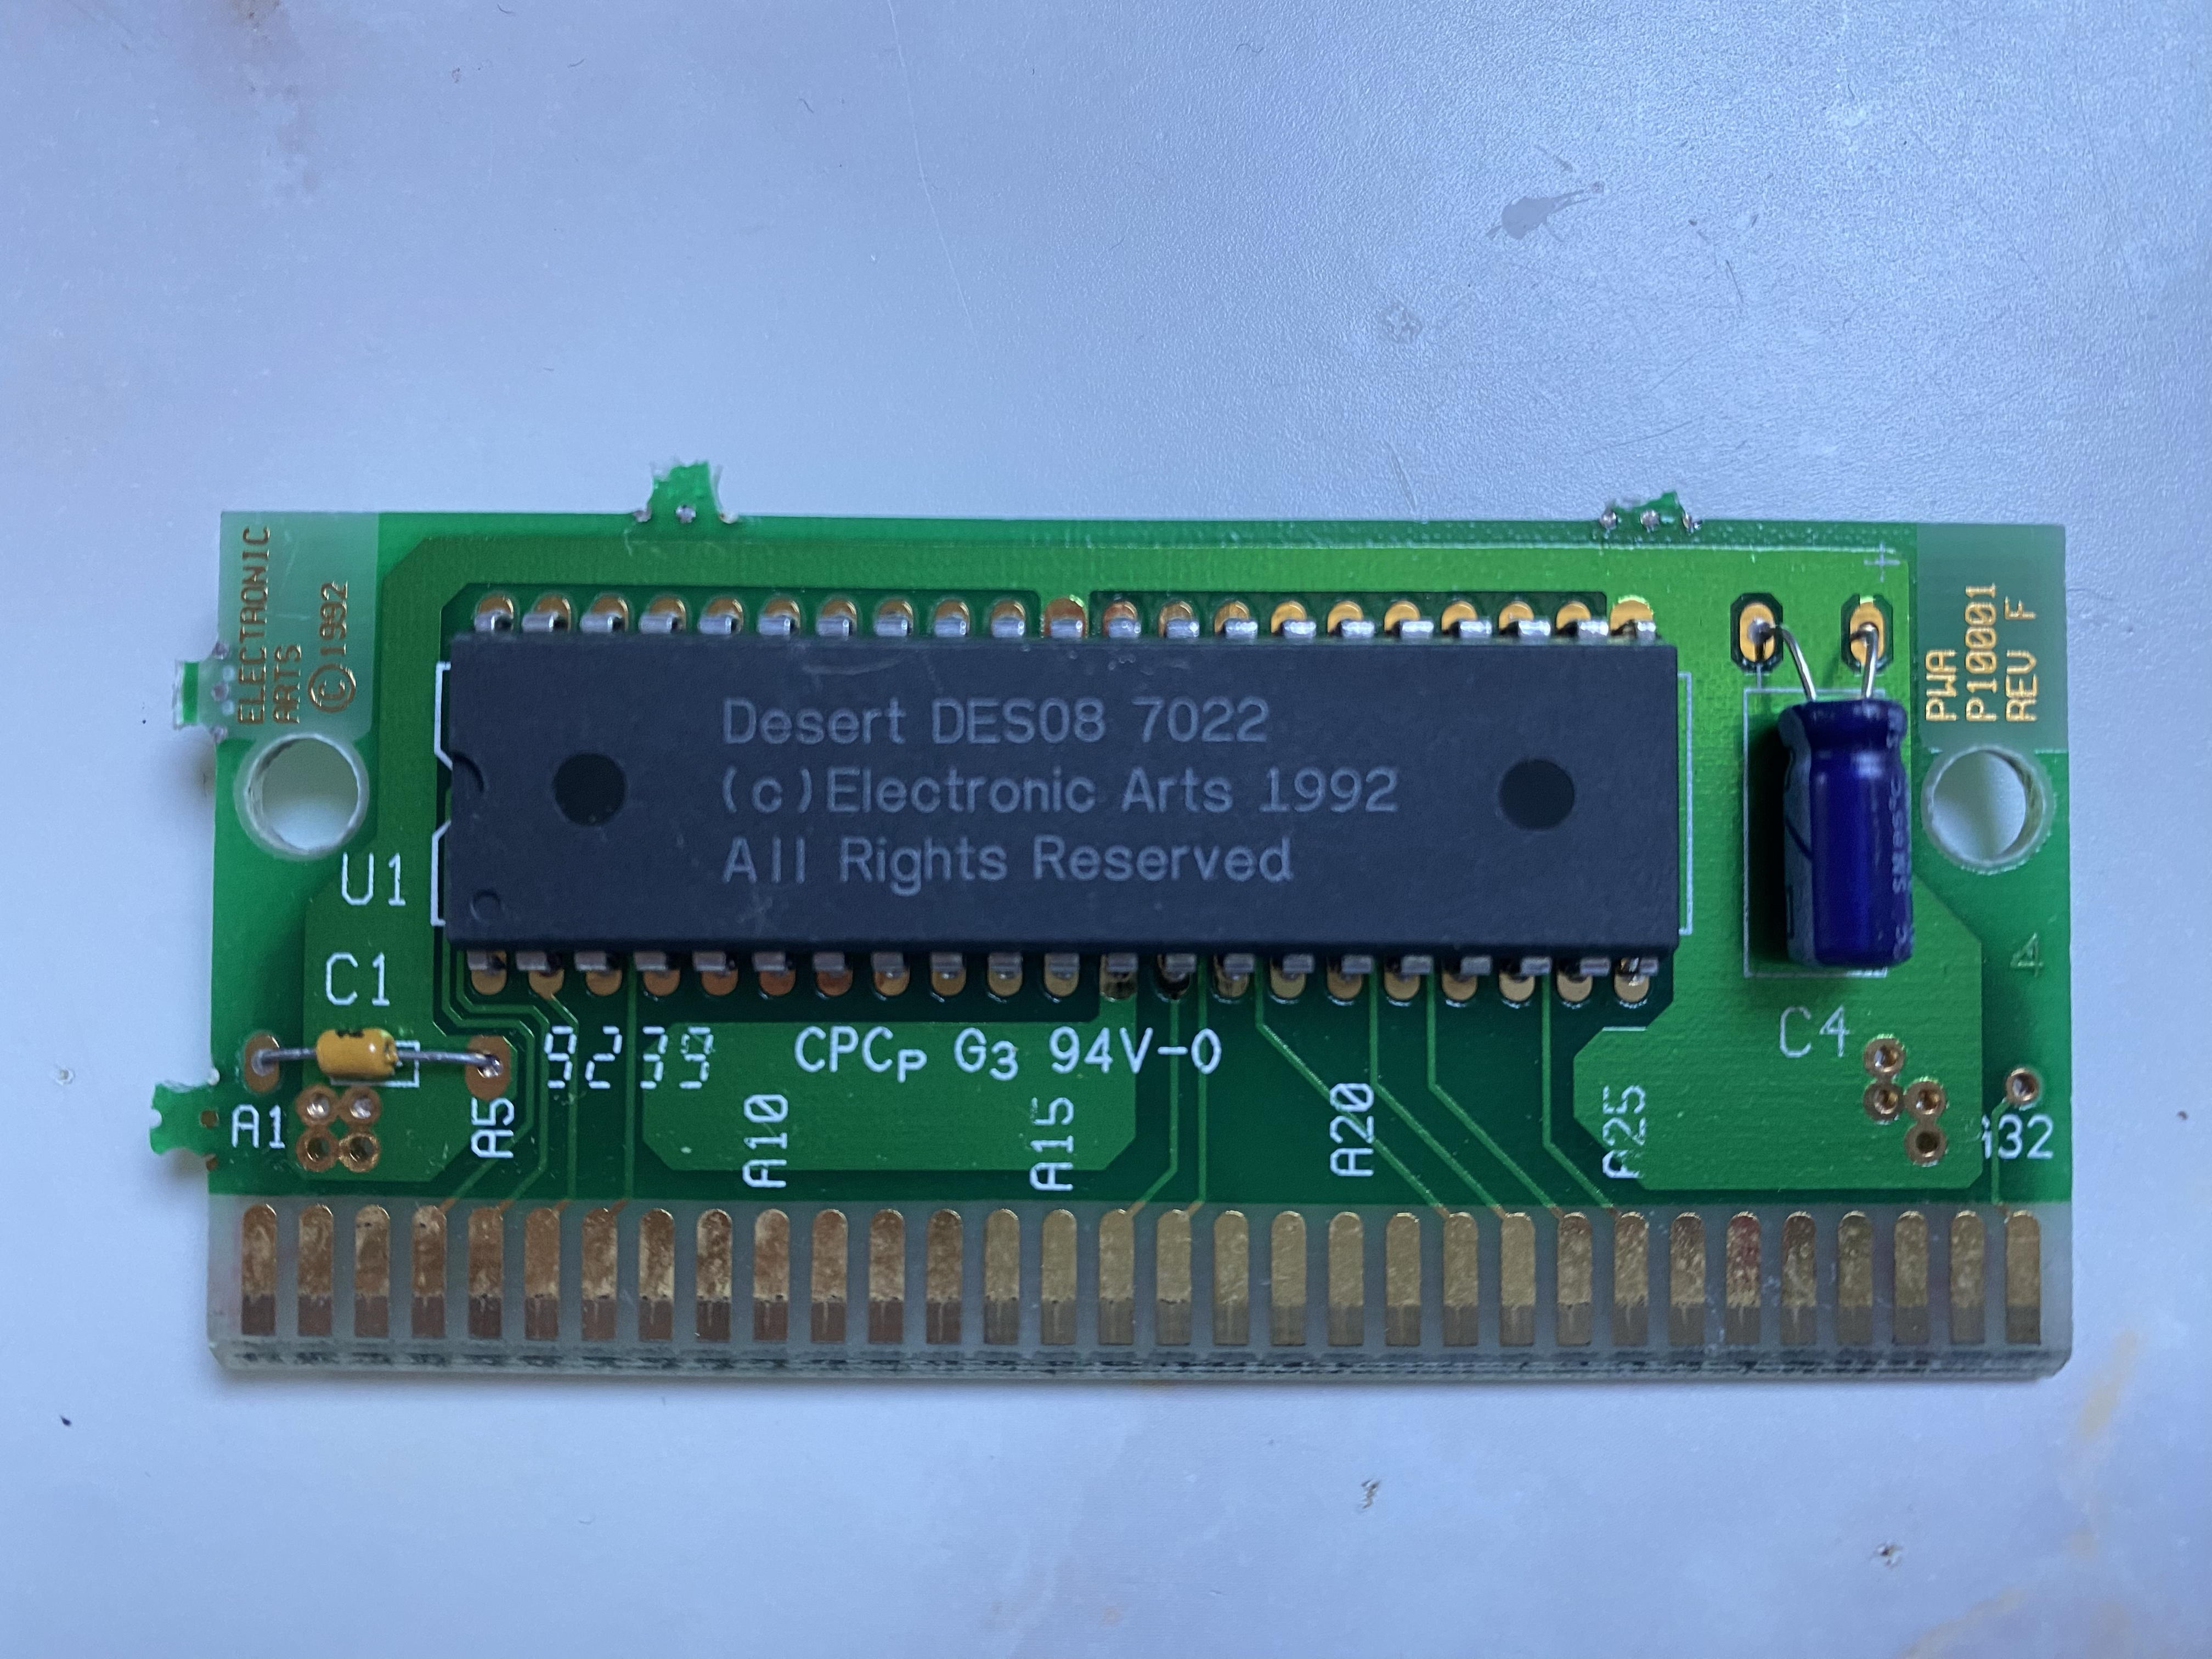 ELECTRONIC
ARTS
©1992
PWA
P10001
REV F
Desert DES08 7022
(c)Electronic Arts 1992
All Rights Reserved
U1
C1
4
C4
9239
CPCP G3 94V-0
A1
A5
A10
A15
A20
A25